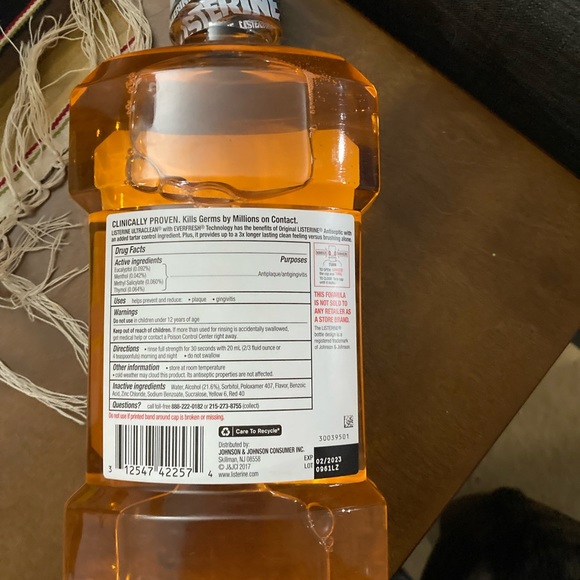 LISTERINE
CLINICALLY PROVEN. Kills Germs by Millions on Contact.
LISTERINE ULTRACLEAN® with EVERFRESH® Technology has the benefits of Original LISTERINE® Antiseptic with
an added tartar control ingredient. Plus, it provides up to a 3x longer lasting clean feeling versus brushing alone.
Drug Facts
Active ingredients Purposes
Eucalyptol (0.092%)
Menthol (0.042%)
Methyl Salicylate (0.060%)
Thymol (0.064%)
Antiplaque/antigingivitis
Uses helps prevent and reduce: • plaque • gingivitis
Warnings
Do not use in children under 12 years of age
Keep out of reach of children. If more than used for rinsing is accidentally swallowed,
get medical help or contact a Poison Control Center right away.
Directions • rinse full strength for 30 seconds with 20 mL (2/3 fluid ounce or
4 teaspoonfuls) morning and night • do not swallow
Other information • store at room temperature
• cold weather may cloud this product. Its antiseptic properties are not affected.
Inactive ingredients Water, Alcohol (21.6%), Sorbitol, Poloxamer 407, Flavor, Benzoic
Acid, Zinc Chloride, Sodium Benzoate, Sucralose, Yellow 6, Red 40
Questions? call toll-free 888-222-0182 or 215-273-8755 (collect)
Do not use if printed band around cap is broken or missing.
THIS FORMULA
IS NOT SOLD TO
ANY RETAILER AS
A STORE BRAND.
The LISTERINE®
bottle design is a
registered trademark
of Johnson & Johnson.
Care To Recycle®
Distributed by:
JOHNSON & JOHNSON CONSUMER INC.
Skillman, NJ 08558
© J&JCI 2017
www.listerine.com
30039501
EXP 02/2023
LOT 0961LZ
3 12547 42257 4